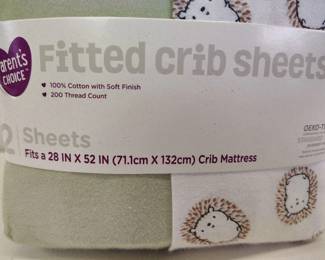 parent's
CHOICE
Fitted crib sheets
100% Cotton with Soft Finish
200 Thread Count
2 Sheets
Fits a 28 IN X 52 IN (71.1cm X 132cm) Crib Mattress